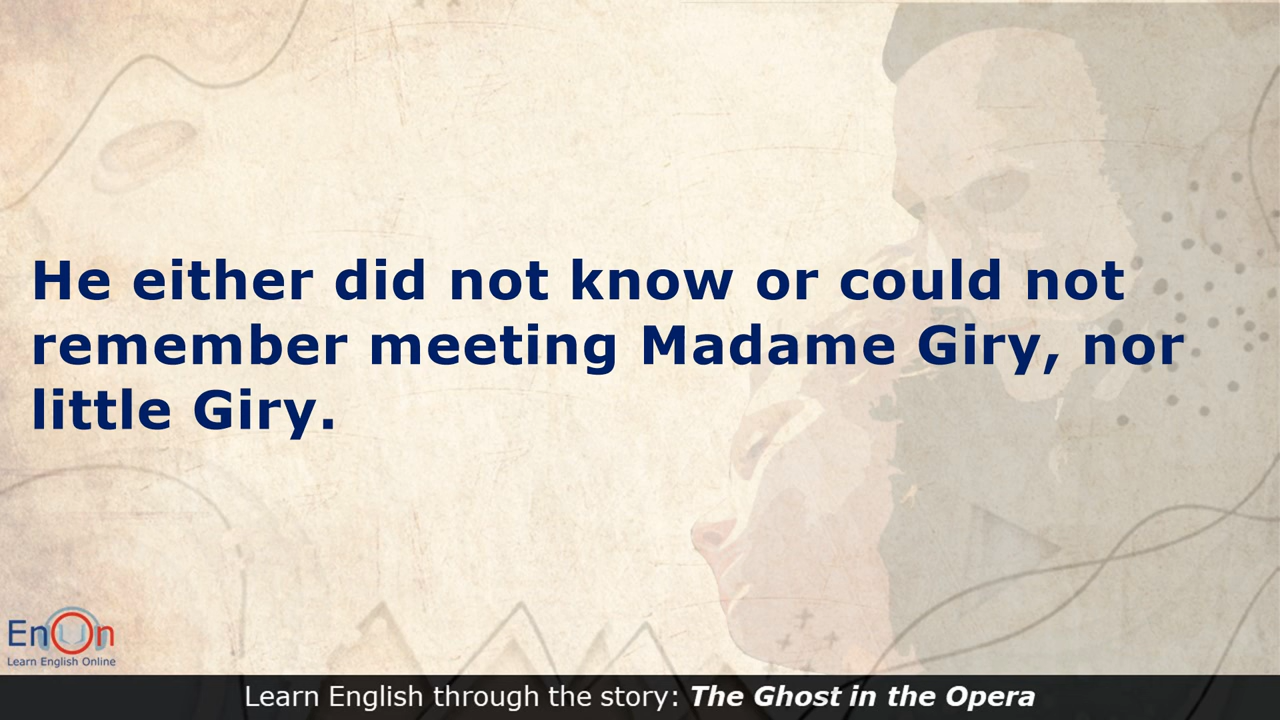 He either did not know or could not
remember meeting Madame Giry, nor
little Giry.
EnOn
Learn English Online
Learn English through the story: The Ghost in the Opera